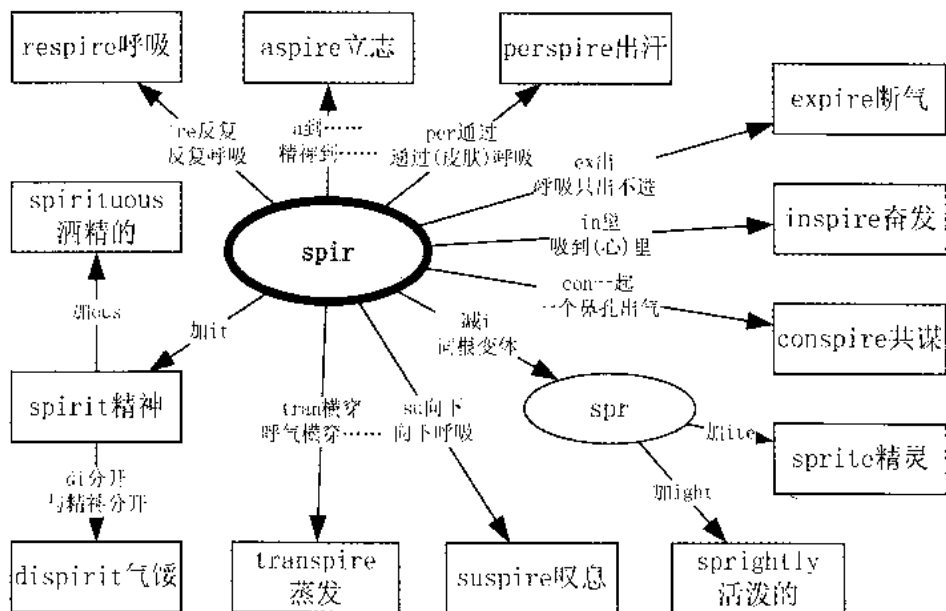 respire呼吸
aspire立志
perspire出汗
expire断气
re反复
反复呼吸
a到……
精神到……
per通过
通过(皮肤)呼吸
ex出
呼吸只出不进
spirituous
酒精的
spir
in里
吸到(心)里
inspire奋发
con一起
一个鼻孔出气
conspire共谋
加ous
加it
减i
词根变体
spirit精神
tran横穿
呼气横穿……
su向下
向下呼吸
spr
加ite
sprite精灵
di分开
与精神分开
加ight
dispirit气馁
transpire
蒸发
suspire叹息
sprightly
活泼的